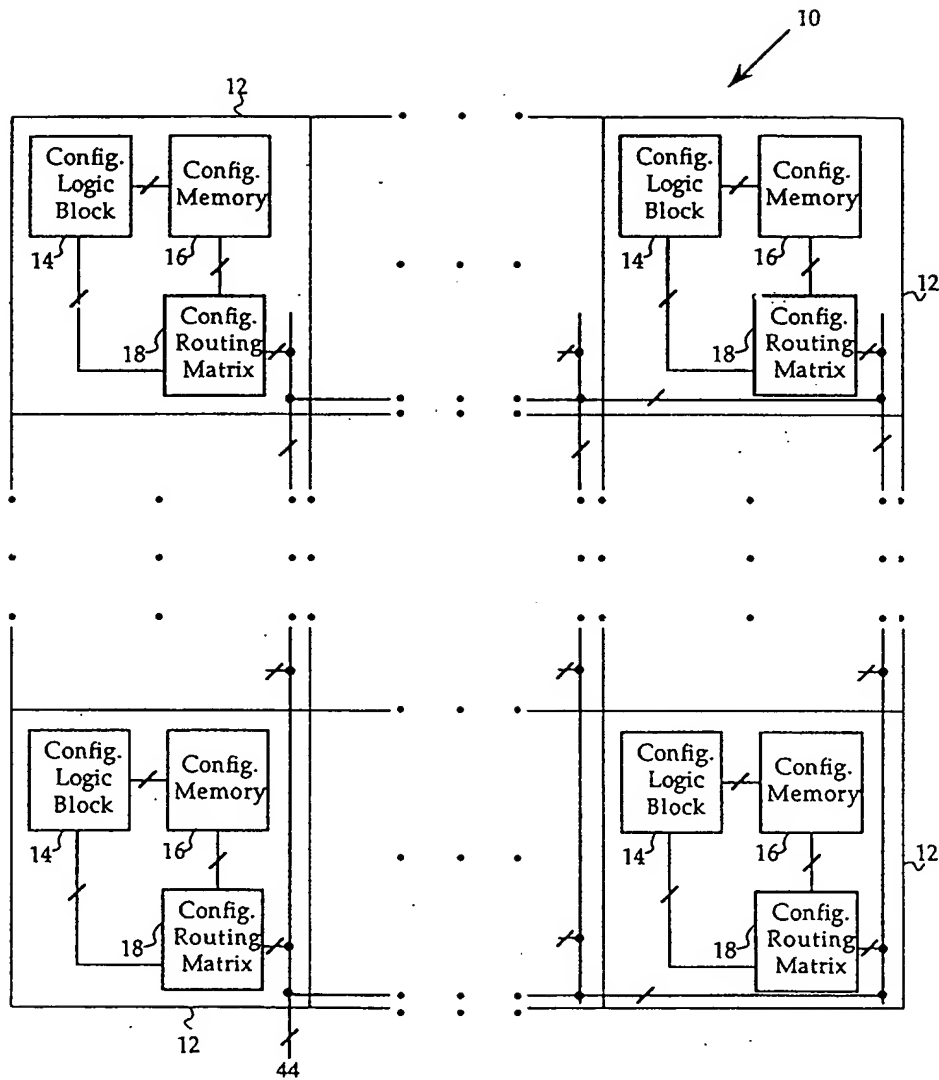 10
12
Config.
Logic
Block
Config.
Memory
14
16
18
Config.
Routing
Matrix
Config.
Logic
Block
Config.
Memory
14
16
12
18
Config.
Routing
Matrix
Config.
Logic
Block
Config.
Memory
14
16
18
Config.
Routing
Matrix
12
44
Config.
Logic
Block
Config.
Memory
14
16
12
18
Config.
Routing
Matrix